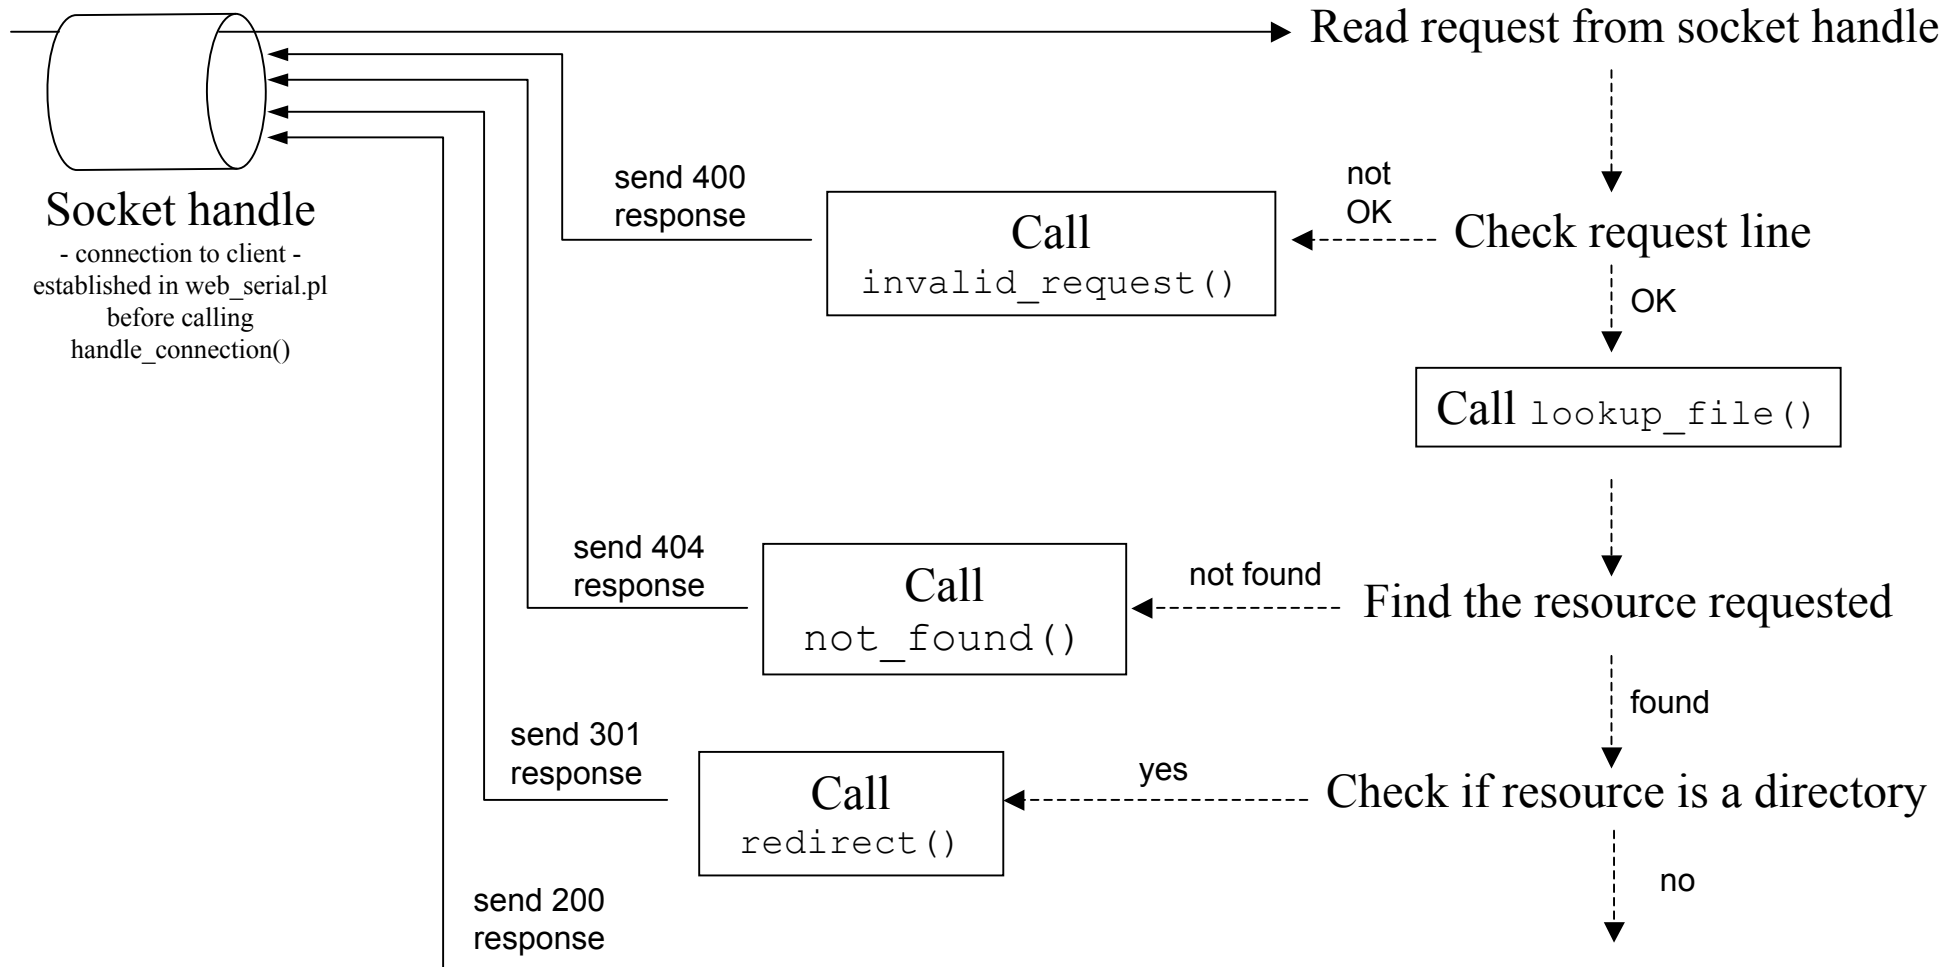 Read request from socket handle
send 400
response
not
OK
Socket handle
- connection to client -
established in web_serial.pl
before calling
handle_connection()
Call
invalid_request()
Check request line
OK
Call lookup_file()
send 404
response
Call
not_found()
not found
Find the resource requested
found
send 301
response
Call
redirect()
yes
Check if resource is a directory
no
send 200
response